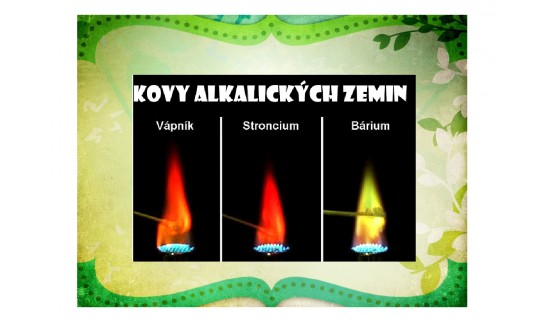 KOVY ALKALICKÝCH ZEMIN
Vápník Stroncium Bárium